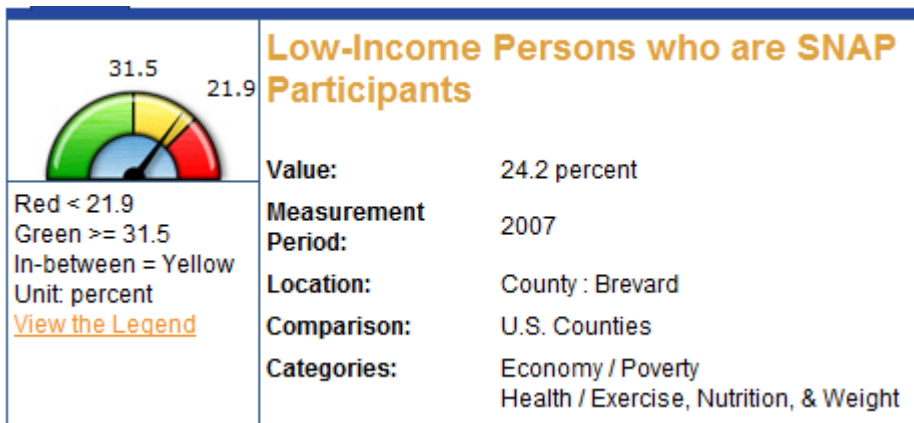 31.5
21.9
Red < 21.9
Green >= 31.5
In-between = Yellow
Unit: percent
View the Legend
Low-Income Persons who are SNAP
Participants
Value: 24.2 percent
Measurement
Period: 2007
Location: County : Brevard
Comparison: U.S. Counties
Categories: Economy / Poverty
Health / Exercise, Nutrition, & Weight